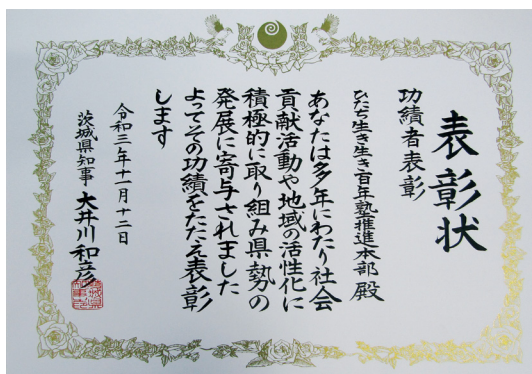 表彰状
功績者表彰
ひたち生き生き百年塾推進本部 殿
あなたは多年にわたり社会
貢献活動や地域の活性化に
積極的に取り組み県勢の
発展に寄与されました
よってその功績をたたえ表彰
します
令和三年十一月十二日
茨城県知事 大井川和彦